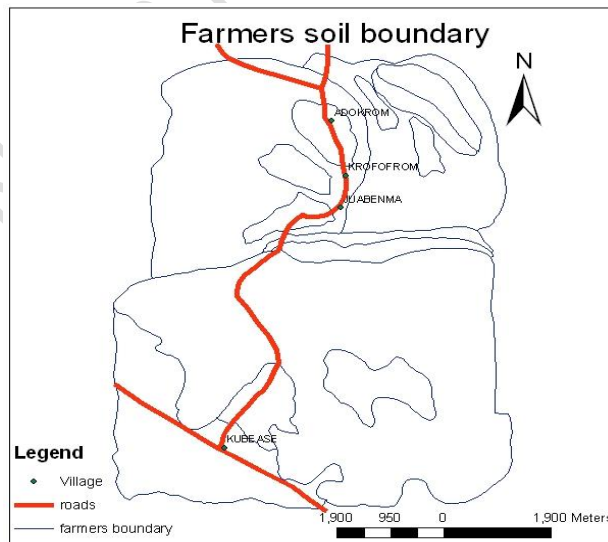 Farmers soil boundary
N
ADOKROM
KROFOFROM
JUABENMA
KUBEASE
Legend
Village
roads
farmers boundary
1,900 950 0 1,900 Meters